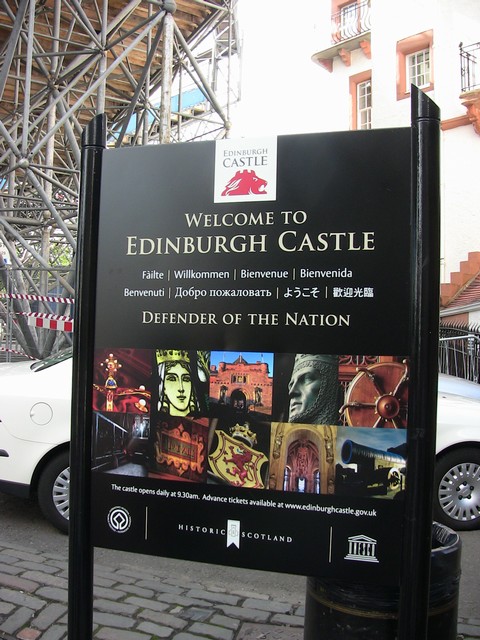 EDINBURGH
CASTLE
WELCOME TO
EDINBURGH CASTLE
Fàilte | Willkommen | Bienvenue | Bienvenida
Benvenuti | Добро пожаловать | ようこそ | 歡迎光臨
DEFENDER OF THE NATION
The castle opens daily at 9.30am. Advance tickets available at www.edinburghcastle.gov.uk
HISTORIC SCOTLAND